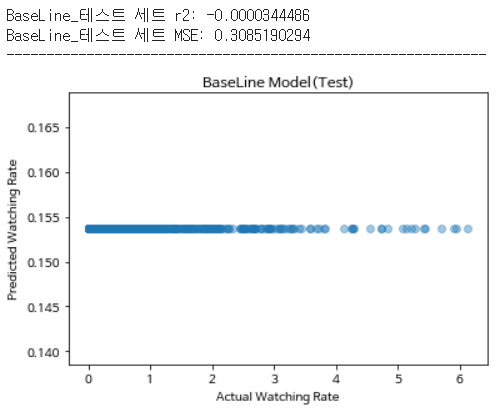 BaseLine_테스트 세트 r2: -0.0000344486
BaseLine_테스트 세트 MSE: 0.3085190294
------------------------------------------------------------
BaseLine Model(Test)
Predicted Watching Rate
0.165
0.160
0.155
0.150
0.145
0.140
0 1 2 3 4 5 6
Actual Watching Rate